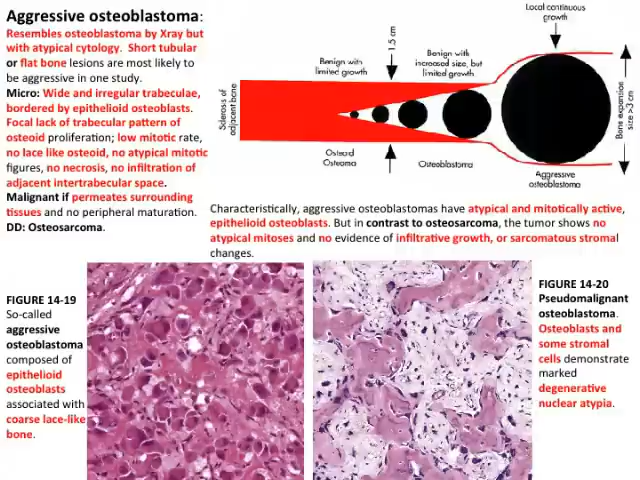 Aggressive osteoblastoma:
Resembles osteoblastoma by Xray but
with atypical cytology. Short tubular
or flat bone lesions are most likely to
be aggressive in one study.
Micro: Wide and irregular trabeculae,
bordered by epithelioid osteoblasts.
Focal lack of trabecular pattern of
osteoid proliferation; low mitotic rate,
no lace like osteoid, no atypical mitotic
figures, no necrosis, no infiltration of
adjacent intertrabecular space.
Malignant if permeates surrounding
tissues and no peripheral maturation.
DD: Osteosarcoma.
Sclerosis of
adjacent bone
Benign with
limited growth
1.5 cm
Benign with
increased size, but
limited growth
Local continuous
growth
Bone expansion
size >3 cm
Osteoid
Osteoma
Osteoblastoma
Aggressive
osteoblastoma
Characteristically, aggressive osteoblastomas have atypical and mitotically active,
epithelioid osteoblasts. But in contrast to osteosarcoma, the tumor shows no
atypical mitoses and no evidence of infiltrative growth, or sarcomatous stromal
changes.
FIGURE 14-19
So-called
aggressive
osteoblastoma
composed of
epithelioid
osteoblasts
associated with
coarse lace-like
bone.
FIGURE 14-20
Pseudomalignant
osteoblastoma.
Osteoblasts and
some stromal
cells demonstrate
marked
degenerative
nuclear atypia.